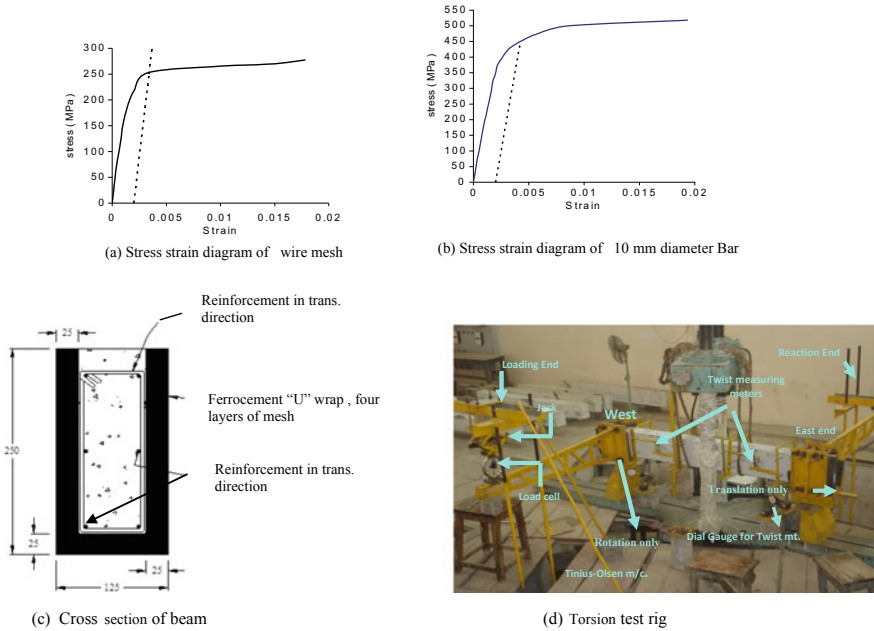 300
250
200
150
100
50
0
stress ( MPa)
0
0.005
0.01
0.015
0.02
Strain
(a) Stress strain diagram of wire mesh
550
500
450
400
350
300
250
200
150
100
50
0
stress (MPa)
0
0.005
0.01
0.015
0.02
Strain
(b) Stress strain diagram of 10 mm diameter Bar
Reinforcement in trans.
direction
25
Ferrocement “U” wrap , four
layers of mesh
250
Reinforcement in trans.
direction
25
25
125
(c) Cross section of beam
Reaction End
Loading End
Twist measuring
meters
Jack
West
East end
Load cell
Translation only
Rotation only
Dial Gauge for Twist mt.
Tinius-Olsen m/c.
(d) Torsion test rig